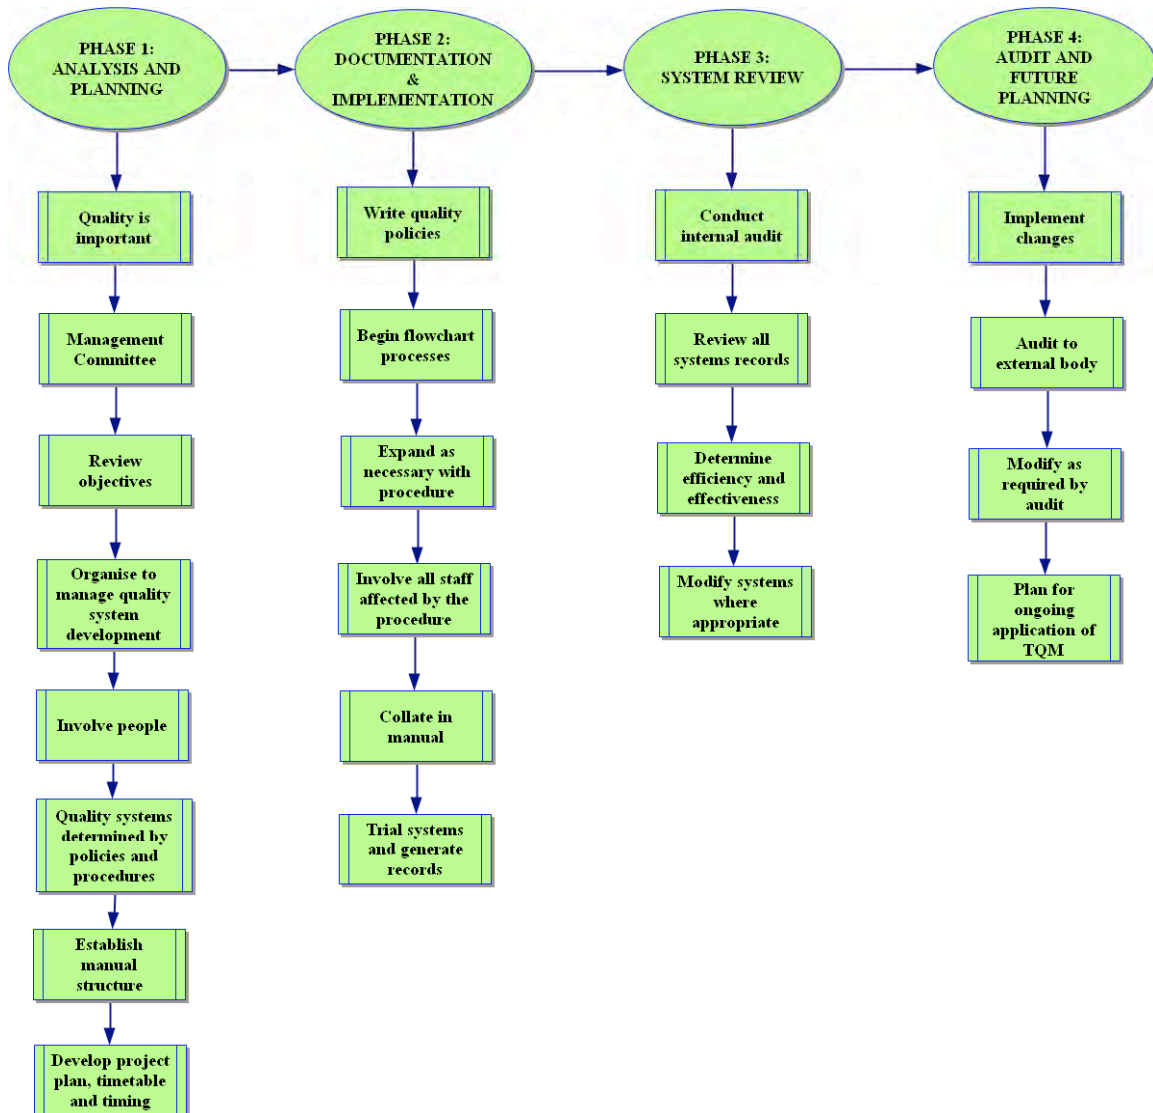 PHASE 1:
ANALYSIS AND
PLANNING
Quality is
important
Management
Committee
Review
objectives
Organise to
manage quality
system
development
Involve people
Quality systems
determined by
policies and
procedures
Establish
manual
structure
Develop project
plan, timetable
and timing
PHASE 2:
DOCUMENTATION
&
IMPLEMENTATION
Write quality
policies
Begin flowchart
processes
Expand as
necessary with
procedure
Involve all staff
affected by the
procedure
Collate in
manual
Trial systems
and generate
records
PHASE 3:
SYSTEM REVIEW
Conduct
internal audit
Review all
systems records
Determine
efficiency and
effectiveness
Modify systems
where
appropriate
PHASE 4:
AUDIT AND
FUTURE
PLANNING
Implement
changes
Audit to
external body
Modify as
required by
audit
Plan for
ongoing
application of
TQM